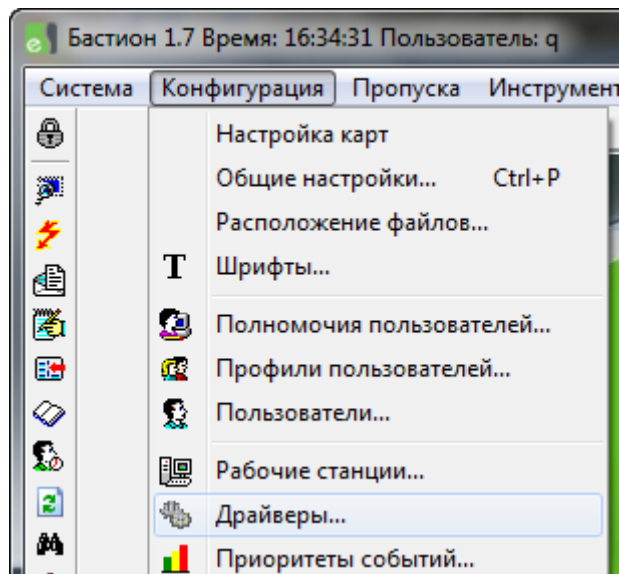 Бастион 1.7 Время: 16:34:31 Пользователь: q
Система Конфигурация Пропуска Инструмент
Настройка карт
Общие настройки... Ctrl+P
Расположение файлов...
T Шрифты...
Полномочия пользователей...
Профили пользователей...
Пользователи...
Рабочие станции...
Драйверы...
Приоритеты событий...